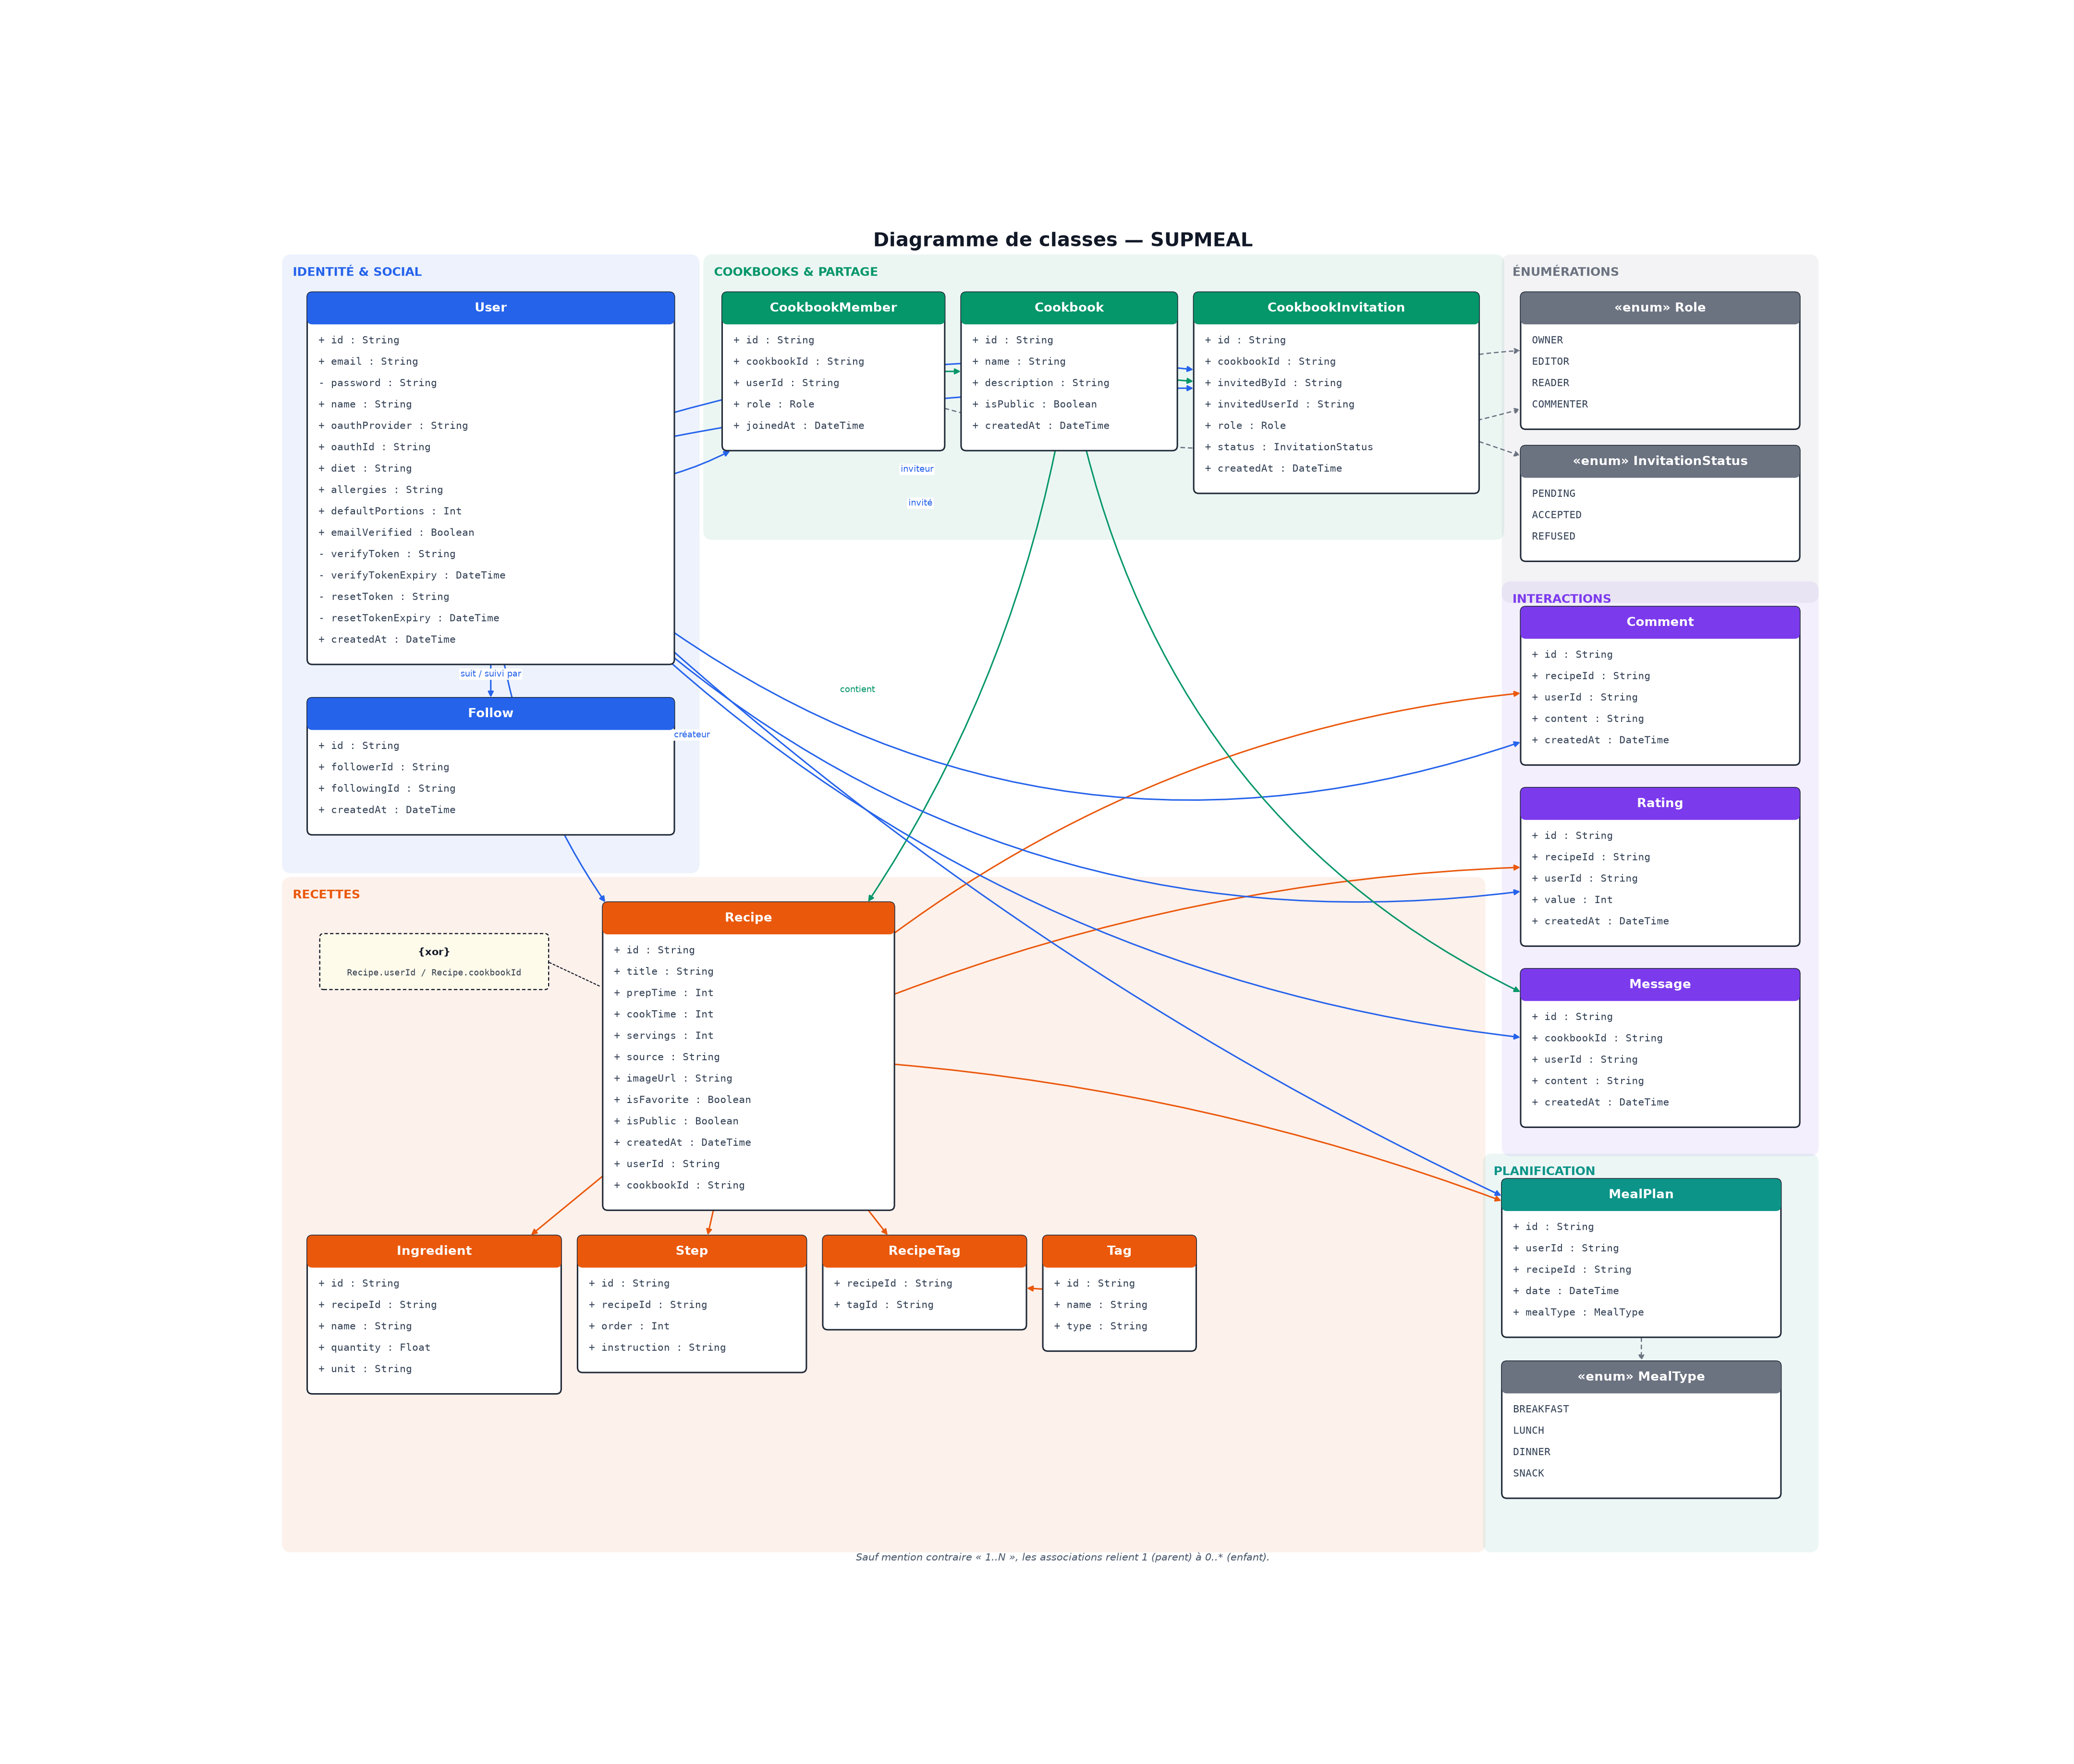 Diagramme de classes — SUPMEAL
IDENTITÉ & SOCIAL
User
+ id : String
+ email : String
- password : String
+ name : String
+ oauthProvider : String
+ oauthId : String
+ diet : String
+ allergies : String
+ defaultPortions : Int
+ emailVerified : Boolean
- verifyToken : String
- verifyTokenExpiry : DateTime
- resetToken : String
- resetTokenExpiry : DateTime
+ createdAt : DateTime
suit / suivi par
Follow
+ id : String
+ followerId : String
+ followingId : String
+ createdAt : DateTime
créateur
COOKBOOKS & PARTAGE
CookbookMember
+ id : String
+ cookbookId : String
+ userId : String
+ role : Role
+ joinedAt : DateTime
Cookbook
+ id : String
+ name : String
+ description : String
+ isPublic : Boolean
+ createdAt : DateTime
CookbookInvitation
+ id : String
+ cookbookId : String
+ invitedById : String
+ invitedUserId : String
+ role : Role
+ status : InvitationStatus
+ createdAt : DateTime
inviteur
invité
contient
ÉNUMÉRATIONS
«enum» Role
OWNER
EDITOR
READER
COMMENTER
«enum» InvitationStatus
PENDING
ACCEPTED
REFUSED
INTERACTIONS
Comment
+ id : String
+ recipeId : String
+ userId : String
+ content : String
+ createdAt : DateTime
Rating
+ id : String
+ recipeId : String
+ userId : String
+ value : Int
+ createdAt : DateTime
Message
+ id : String
+ cookbookId : String
+ userId : String
+ content : String
+ createdAt : DateTime
RECETTES
{xor}
Recipe.userId / Recipe.cookbookId
Recipe
+ id : String
+ title : String
+ prepTime : Int
+ cookTime : Int
+ servings : Int
+ source : String
+ imageUrl : String
+ isFavorite : Boolean
+ isPublic : Boolean
+ createdAt : DateTime
+ userId : String
+ cookbookId : String
Ingredient
+ id : String
+ recipeId : String
+ name : String
+ quantity : Float
+ unit : String
Step
+ id : String
+ recipeId : String
+ order : Int
+ instruction : String
RecipeTag
+ recipeId : String
+ tagId : String
Tag
+ id : String
+ name : String
+ type : String
PLANIFICATION
MealPlan
+ id : String
+ userId : String
+ recipeId : String
+ date : DateTime
+ mealType : MealType
«enum» MealType
BREAKFAST
LUNCH
DINNER
SNACK
Sauf mention contraire « 1..N », les associations relient 1 (parent) à 0..* (enfant).